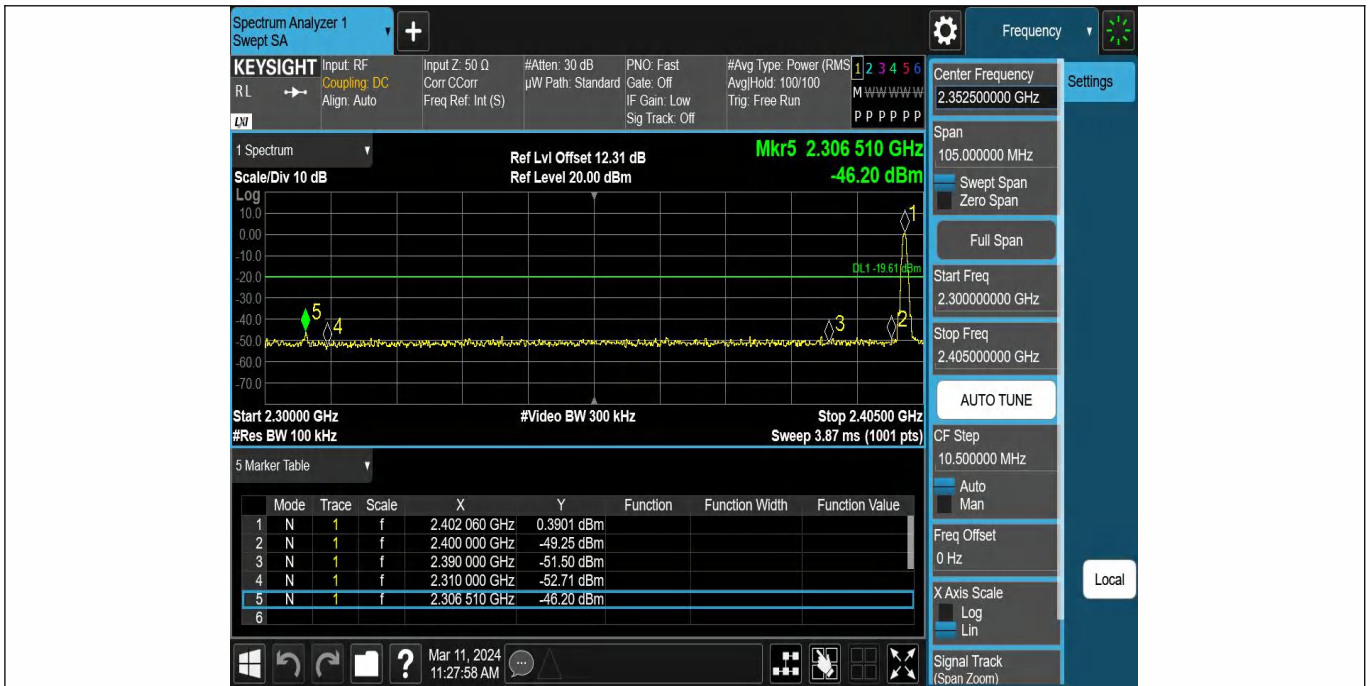 Spectrum Analyzer 1
Swept SA
+
Frequency
KEYSIGHT
RL
LXI
Input: RF
Coupling: DC
Align: Auto
Input Z: 50 Ω
Corr CCorr
Freq Ref: Int (S)
#Atten: 30 dB
µW Path: Standard
PNO: Fast
Gate: Off
IF Gain: Low
Sig Track: Off
#Avg Type: Power (RMS
Avg|Hold: 100/100
Trig: Free Run
1 2 3 4 5 6
M W W W W W
P P P P P P
1 Spectrum
Scale/Div 10 dB
Ref Lvl Offset 12.31 dB
Ref Level 20.00 dBm
Mkr5 2.306 510 GHz
-46.20 dBm
Log
10.0
0.00
-10.0
-20.0
-30.0
-40.0
-50.0
-60.0
-70.0
1
DL1 -19.61 dBm
5
4
3
2
Start 2.30000 GHz
#Video BW 300 kHz
Stop 2.40500 GHz
#Res BW 100 kHz
Sweep 3.87 ms (1001 pts)
5 Marker Table
Mode Trace Scale X Y Function Function Width Function Value
1 N 1 f 2.402 060 GHz 0.3901 dBm
2 N 1 f 2.400 000 GHz -49.25 dBm
3 N 1 f 2.390 000 GHz -51.50 dBm
4 N 1 f 2.310 000 GHz -52.71 dBm
5 N 1 f 2.306 510 GHz -46.20 dBm
6
Mar 11, 2024
11:27:58 AM
?
Center Frequency
2.352500000 GHz
Settings
Span
105.000000 MHz
Swept Span
Zero Span
Full Span
Start Freq
2.300000000 GHz
Stop Freq
2.405000000 GHz
AUTO TUNE
CF Step
10.500000 MHz
Auto
Man
Freq Offset
0 Hz
Local
X Axis Scale
Log
Lin
Signal Track
(Span Zoom)